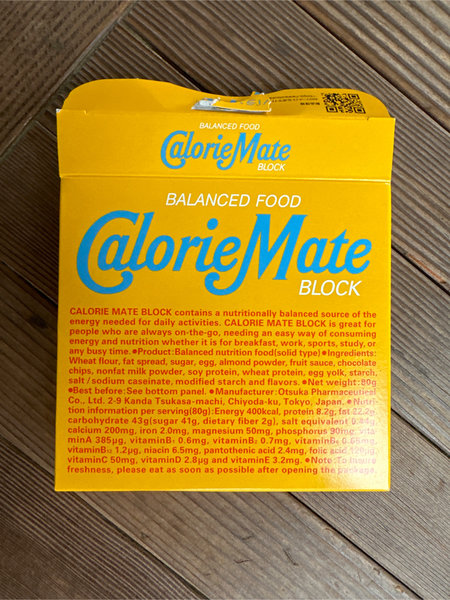 BALANCED FOOD
CalorieMate
BLOCK
BALANCED FOOD
CalorieMate
BLOCK
CALORIE MATE BLOCK contains a nutritionally balanced source of the
energy needed for daily activities. CALORIE MATE BLOCK is great for
people who are always on-the-go, needing an easy way of consuming
energy and nutrition whether it is for breakfast, work, sports, study, or
any busy time. ●Product:Balanced nutrition food(solid type) ●Ingredients:
Wheat flour, fat spread, sugar, egg, almond powder, fruit sauce, chocolate
chips, nonfat milk powder, soy protein, wheat protein, egg yolk, starch,
salt/sodium caseinate, modified starch and flavors. ●Net weight:80g
●Best before:See bottom panel. ●Manufacturer:Otsuka Pharmaceutical
Co., Ltd. 2-9 Kanda Tsukasa-machi, Chiyoda-ku, Tokyo, Japan. ●Nutri-
tion information per serving(80g):Energy 400kcal, protein 8.2g, fat 22.2g,
carbohydrate 43g(sugar 41g, dietary fiber 2g), salt equivalent 0.44g,
calcium 200mg, iron 2.0mg, magnesium 50mg, phosphorus 90mg, vita-
minA 385μg, vitaminB₁ 0.6mg, vitaminB₂ 0.7mg, vitaminB₆
vitaminB₁₂ 1.2μg, niacin 6.5mg, pantothenic acid 2.4mg, folic acid 120μg,
vitaminC 50mg, vitaminD 2.8μg and vitaminE 3.2mg. ●Note:To insure
freshness, please eat as soon as possible after opening the package.